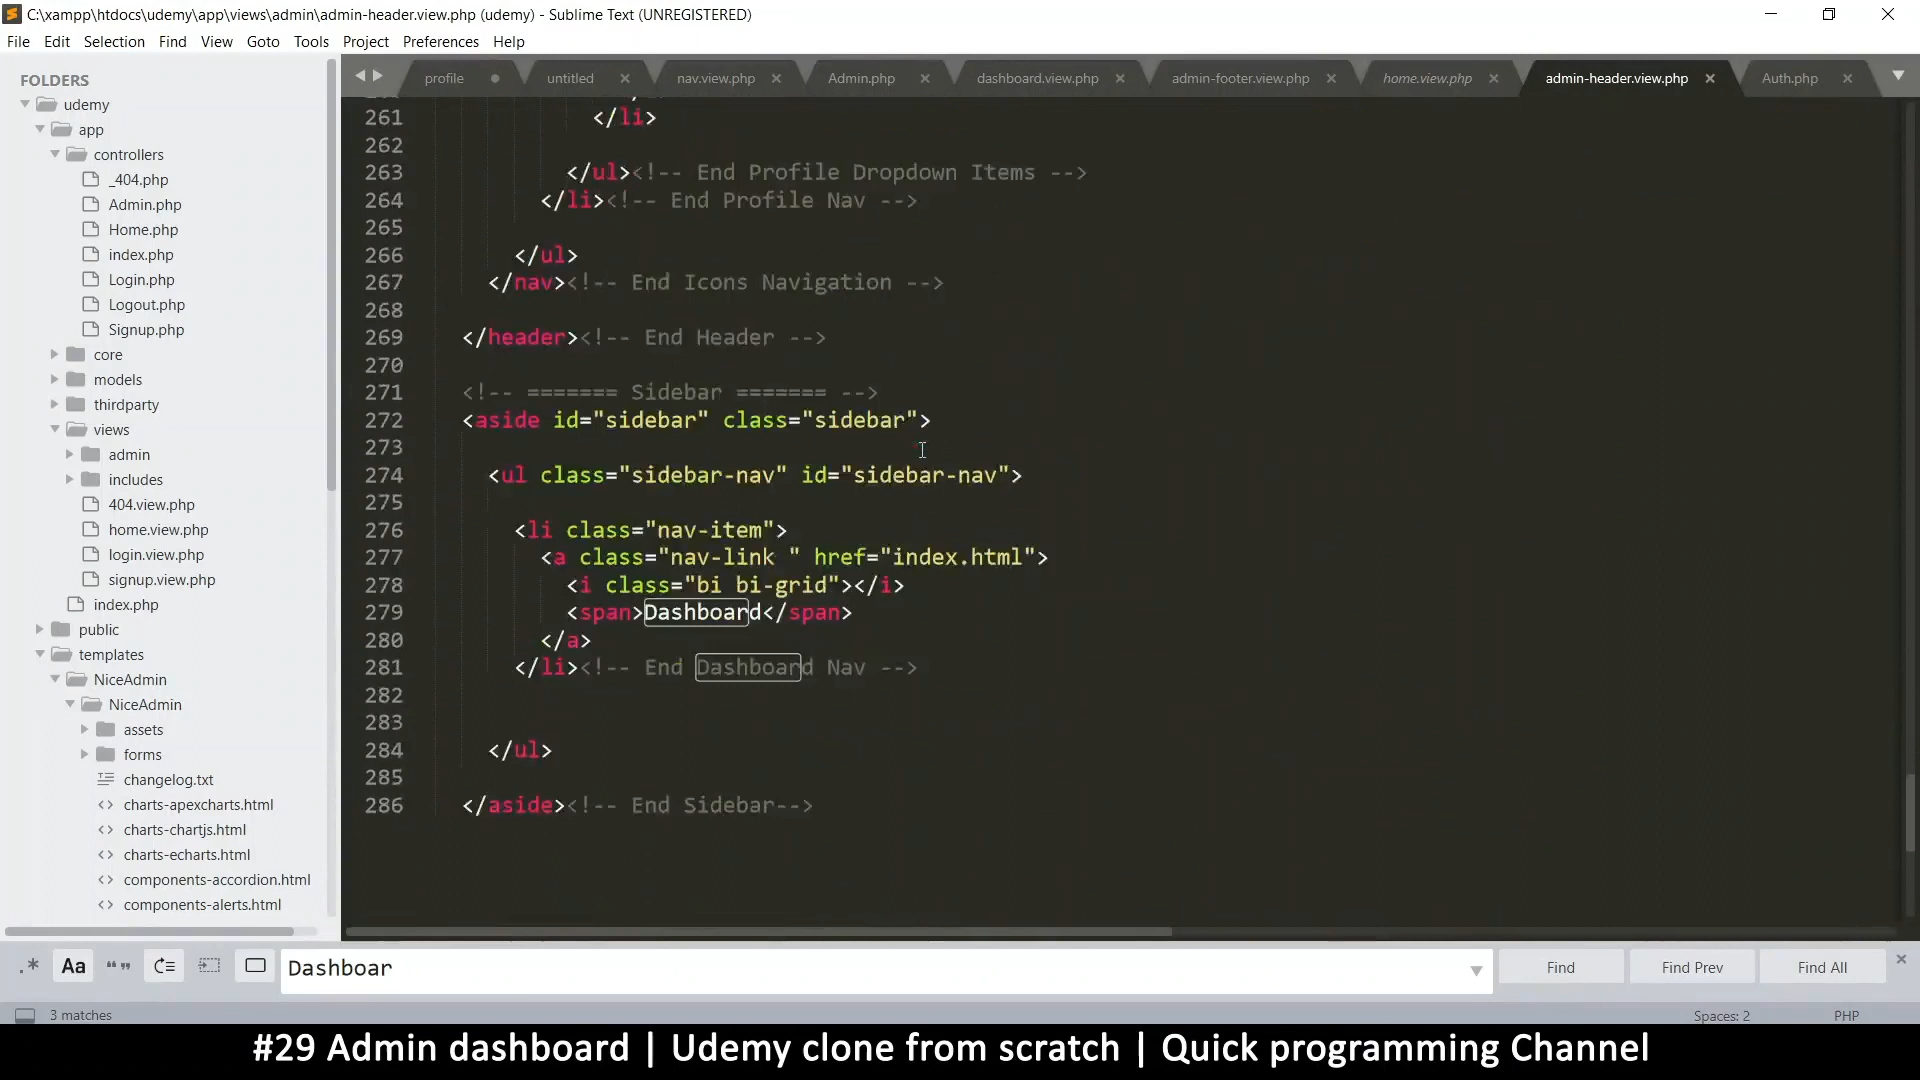 C:\xampp\htdocs\udemy\app\views\admin\admin-header.view.php (udemy) - Sublime Text (UNREGISTERED)
File Edit Selection Find View Goto Tools Project Preferences Help
profile untitled nav.view.php Admin.php dashboard.view.php admin-footer.view.php home.view.php admin-header.view.php Auth.php
FOLDERS
udemy
app
controllers
_404.php
Admin.php
Home.php
index.php
Login.php
Logout.php
Signup.php
core
models
thirdparty
views
admin
includes
404.view.php
home.view.php
login.view.php
signup.view.php
index.php
public
templates
NiceAdmin
NiceAdmin
assets
forms
changelog.txt
charts-apexcharts.html
charts-chartjs.html
charts-echarts.html
components-accordion.html
components-alerts.html
261 </li>
262
263 </ul><!-- End Profile Dropdown Items -->
264 </li><!-- End Profile Nav -->
265
266 </ul>
267 </nav><!-- End Icons Navigation -->
268
269 </header><!-- End Header -->
270
271 <!-- ======= Sidebar ======= -->
272 <aside id="sidebar" class="sidebar">
273
274 <ul class="sidebar-nav" id="sidebar-nav">
275
276 <li class="nav-item">
277 <a class="nav-link " href="index.html">
278 <i class="bi bi-grid"></i>
279 <span>Dashboard</span>
280 </a>
281 </li><!-- End Dashboard Nav -->
282
283
284 </ul>
285
286 </aside><!-- End Sidebar-->
.* Aa “” Dashboar Find Find Prev Find All
3 matches Spaces: 2 PHP
#29 Admin dashboard | Udemy clone from scratch | Quick programming Channel